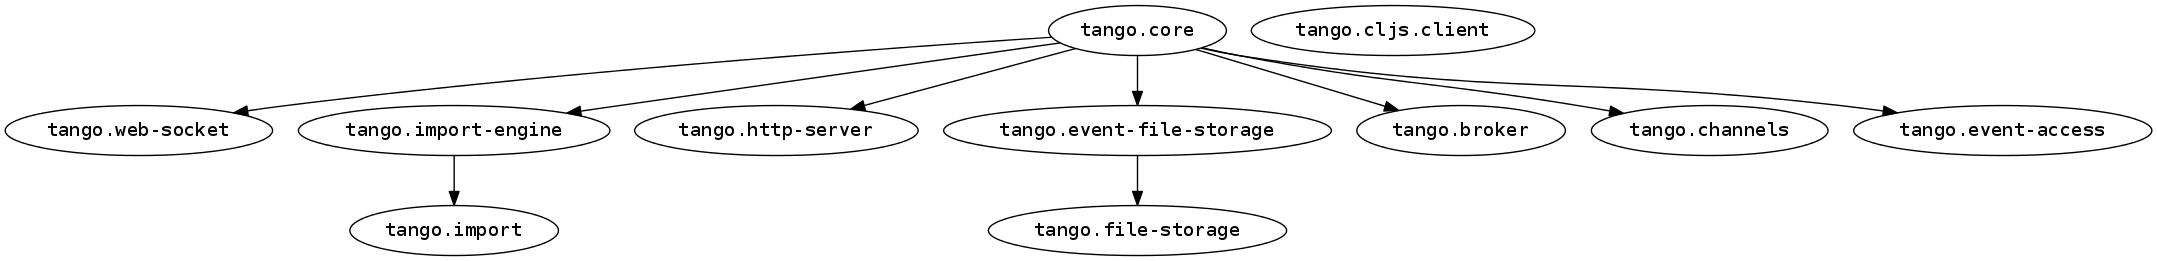 tango.core
tango.cljs.client
tango.web-socket
tango.import-engine
tango.http-server
tango.event-file-storage
tango.broker
tango.channels
tango.event-access
tango.import
tango.file-storage